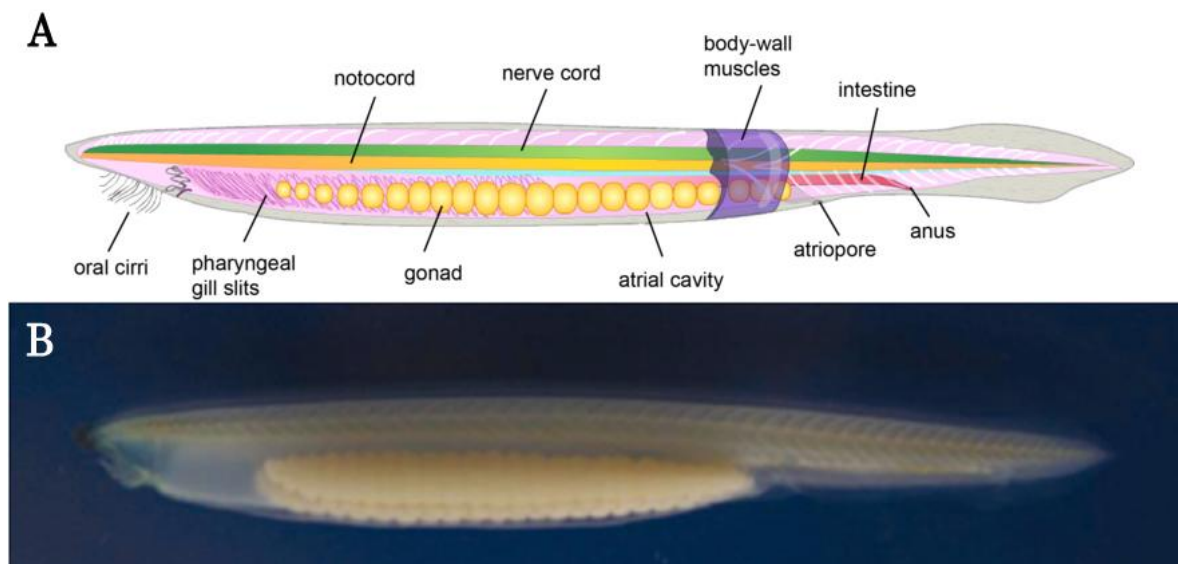 A
notocord
nerve cord
body-wall
muscles
intestine
oral cirri
pharyngeal
gill slits
gonad
atrial cavity
atriopore
anus
B